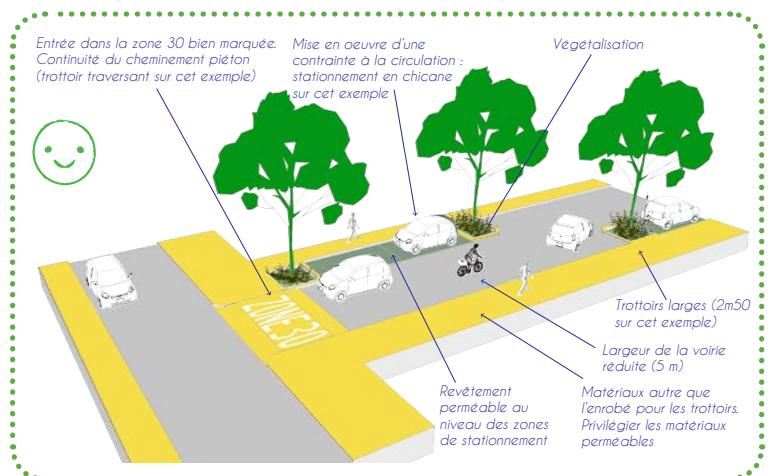 Entrée dans la zone 30 bien marquée.
Continuité du cheminement piéton
(trottoir traversant sur cet exemple)
Mise en oeuvre d'une
contrainte à la circulation :
stationnement en chicane
sur cet exemple
Végétalisation
ZONE30
Trottoirs larges (2m50
sur cet exemple)
Largeur de la voirie
réduite (5 m)
Revêtement
perméable au
niveau des zones
de stationnement
Matériaux autre que
l'enrobé pour les trottoirs.
Privilégier les matériaux
perméables